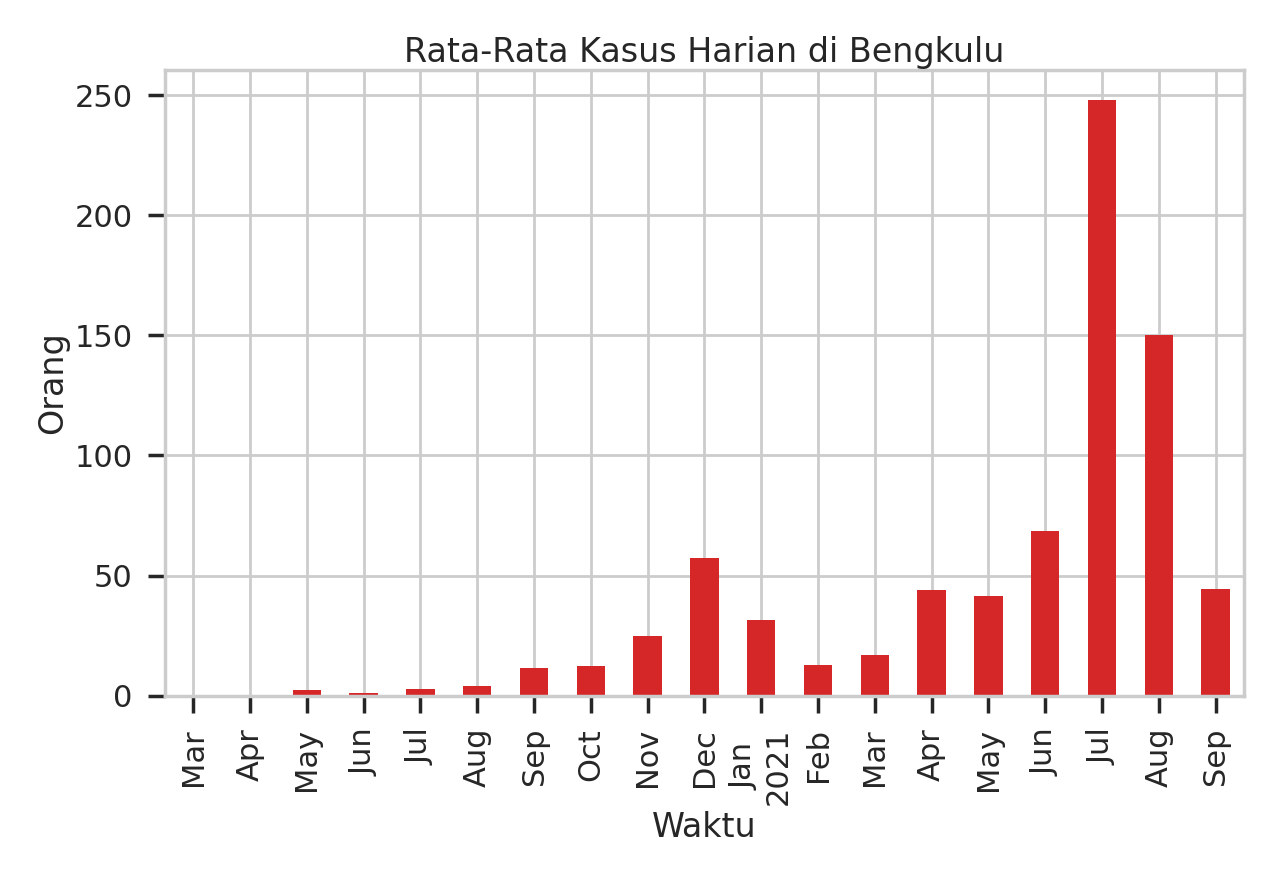 Rata-Rata Kasus Harian di Bengkulu
250
200
150
100
50
0
Orang
Mar
Apr
May
Jun
Jul
Aug
Sep
Oct
Nov
Dec
Jan
2021
Feb
Mar
Apr
May
Jun
Jul
Aug
Sep
Waktu